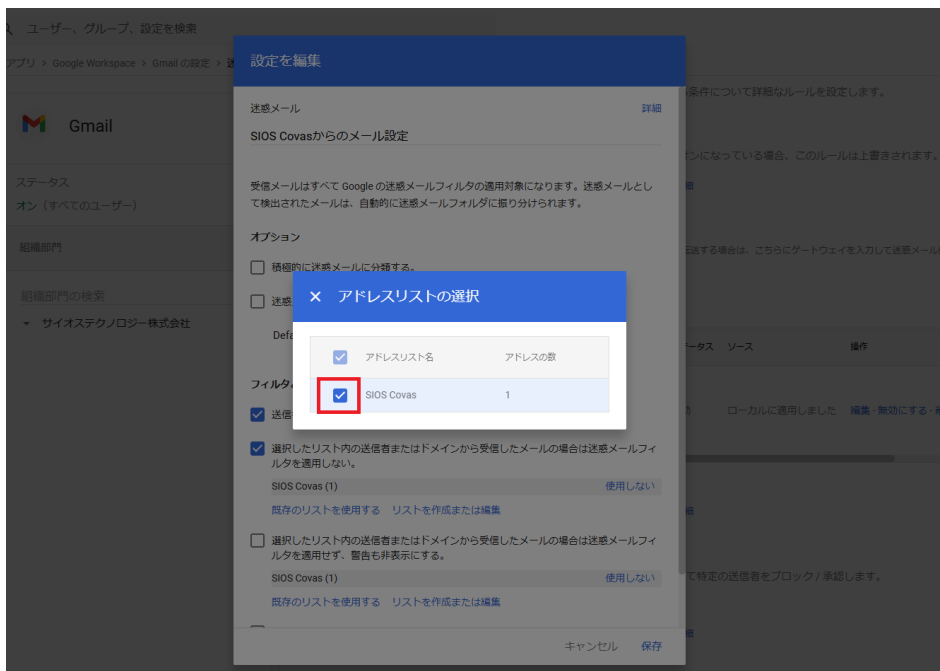 ユーザー、グループ、設定を検索
アプリ > Google Workspace > Gmail の設定 > 迷
Gmail
ステータス
オン（すべてのユーザー）
組織部門
組織部門の検索
サイオステクノロジー株式会社
設定を編集
迷惑メール 詳細
SIOS Covasからのメール設定
受信メールはすべて Google の迷惑メールフィルタの適用対象になります。迷惑メールとし
て検出されたメールは、自動的に迷惑メールフォルダに振り分けられます。
オプション
積極的に迷惑メールに分類する。
迷惑
Defa
フィルタ
送信
アドレスリストの選択
アドレスリスト名 アドレスの数
SIOS Covas 1
選択したリスト内の送信者またはドメインから受信したメールの場合は迷惑メールフィ
ルタを適用しない。
SIOS Covas (1) 使用しない
既存のリストを使用する リストを作成または編集
選択したリスト内の送信者またはドメインから受信したメールの場合は迷惑メールフィ
ルタを適用せず、警告も非表示にする。
SIOS Covas (1) 使用しない
既存のリストを使用する リストを作成または編集
キャンセル 保存
条件について詳細なルールを設定します。
ンになっている場合、このルールは上書きされます。
細
送する場合は、こちらにゲートウェイを入力して迷惑メール
ータス ソース 操作
ローカルに適用しました 編集 - 無効にする -
細
て特定の送信者をブロック / 承認します。
細